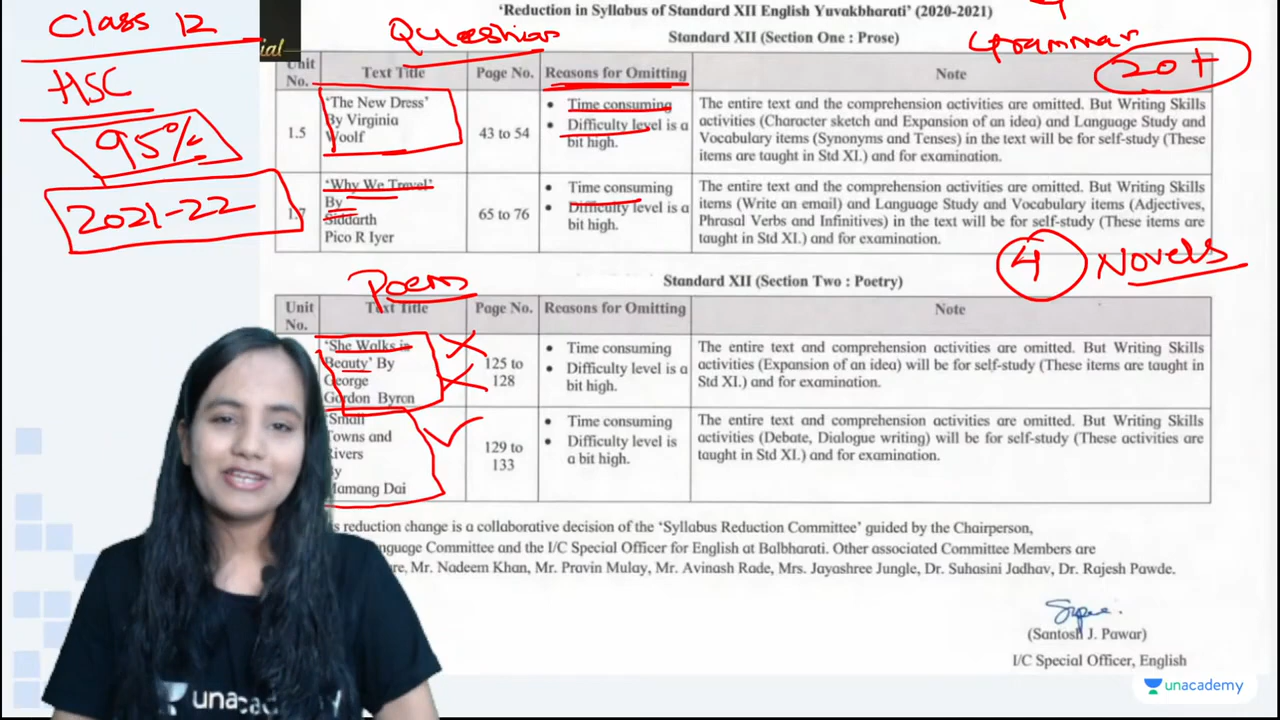 Class 12
HSC
95%
2021-22
ial
Question
Grammar
20+
4 Novels
Poem
'Reduction in Syllabus of Standard XII English Yuvakbharati' (2020-2021)
Standard XII (Section One : Prose)
Unit No. Text Title Page No. Reasons for Omitting Note
1.5
'The New Dress'
By Virginia
Woolf
43 to 54
• Time consuming
• Difficulty level is a
bit high.
The entire text and the comprehension activities are omitted. But Writing Skills
activities (Character sketch and Expansion of an idea) and Language Study and
Vocabulary items (Synonyms and Tenses) in the text will be for self-study (These
items are taught in Std XI.) and for examination.
1.7
'Why We Travel'
By
Siddarth
Pico R Iyer
65 to 76
• Time consuming
• Difficulty level is a
bit high.
The entire text and the comprehension activities are omitted. But Writing Skills
items (Write an email) and Language Study and Vocabulary items (Adjectives,
Phrasal Verbs and Infinitives) in the text will be for self-study (These items are
taught in Std XI.) and for examination.
Standard XII (Section Two : Poetry)
Unit No. Text Title Page No. Reasons for Omitting Note
'She Walks in
Beauty' By
George
Gordon Byron
125 to
128
• Time consuming
• Difficulty level is a
bit high.
The entire text and comprehension activities are omitted. But Writing Skills
activities (Expansion of an idea) will be for self-study (These items are taught in
Std XI.) and for examination.
'Small
Towns and
Rivers
By
Mamang Dai
129 to
133
• Time consuming
• Difficulty level is
a bit high.
The entire text and comprehension activities are omitted. But Writing Skills
activities (Debate, Dialogue writing) will be for self-study (These activities are
taught in Std XI.) and for examination.
s reduction change is a collaborative decision of the 'Syllabus Reduction Committee' guided by the Chairperson,
nguage Committee and the I/C Special Officer for English at Balbharati. Other associated Committee Members are
re, Mr. Nadeem Khan, Mr. Pravin Mulay, Mr. Avinash Rade, Mrs. Jayashree Jungle, Dr. Suhasini Jadhav, Dr. Rajesh Pawde.
(Santosh J. Pawar)
I/C Special Officer, English
unacademy
unacademy